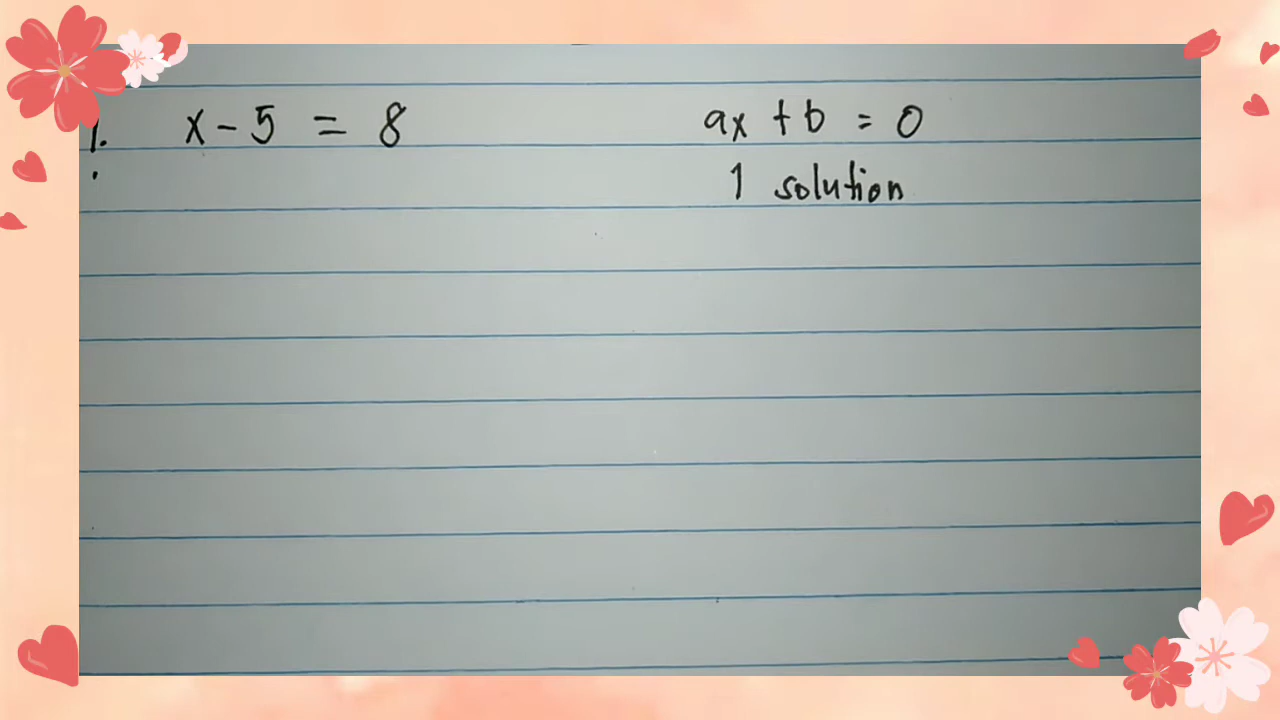 1. x - 5 = 8
ax + b = 0
1 solution